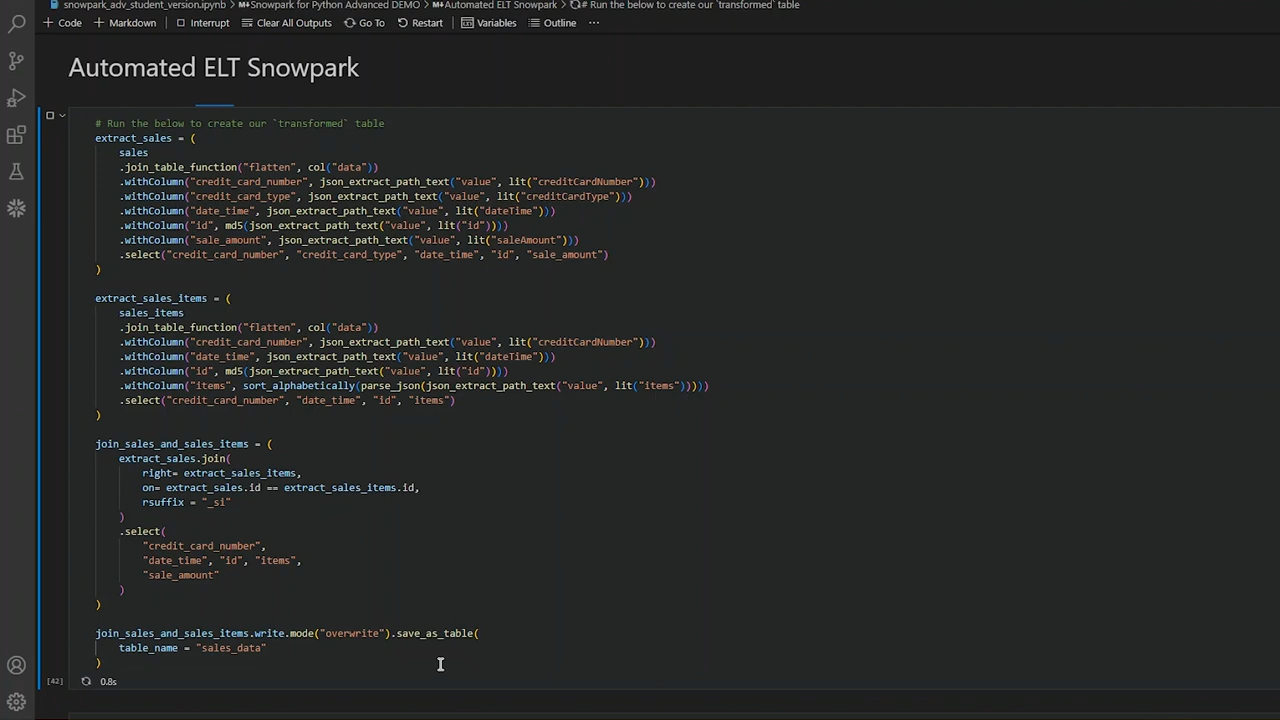 snowpark_adv_student_version.ipynb > Snowpark for Python Advanced DEMO > Automated ELT Snowpark > # Run the below to create our `transformed` table
+ Code + Markdown Interrupt Clear All Outputs Go To Restart Variables Outline ...
Automated ELT Snowpark
# Run the below to create our `transformed` table
extract_sales = (
    sales
    .join_table_function("flatten", col("data"))
    .withColumn("credit_card_number", json_extract_path_text("value", lit("creditCardNumber")))
    .withColumn("credit_card_type", json_extract_path_text("value", lit("creditCardType")))
    .withColumn("date_time", json_extract_path_text("value", lit("dateTime")))
    .withColumn("id", md5(json_extract_path_text("value", lit("id"))))
    .withColumn("sale_amount", json_extract_path_text("value", lit("saleAmount")))
    .select("credit_card_number", "credit_card_type", "date_time", "id", "sale_amount")
)
extract_sales_items = (
    sales_items
    .join_table_function("flatten", col("data"))
    .withColumn("credit_card_number", json_extract_path_text("value", lit("creditCardNumber")))
    .withColumn("date_time", json_extract_path_text("value", lit("dateTime")))
    .withColumn("id", md5(json_extract_path_text("value", lit("id"))))
    .withColumn("items", sort_alphabetically(parse_json(json_extract_path_text("value", lit("items")))))
    .select("credit_card_number", "date_time", "id", "items")
)
join_sales_and_sales_items = (
    extract_sales.join(
        right= extract_sales_items,
        on= extract_sales.id == extract_sales_items.id,
        rsuffix = "_si"
    )
    .select(
        "credit_card_number",
        "date_time", "id", "items",
        "sale_amount"
    )
)
join_sales_and_sales_items.write.mode("overwrite").save_as_table(
    table_name = "sales_data"
)
[42] 0.8s